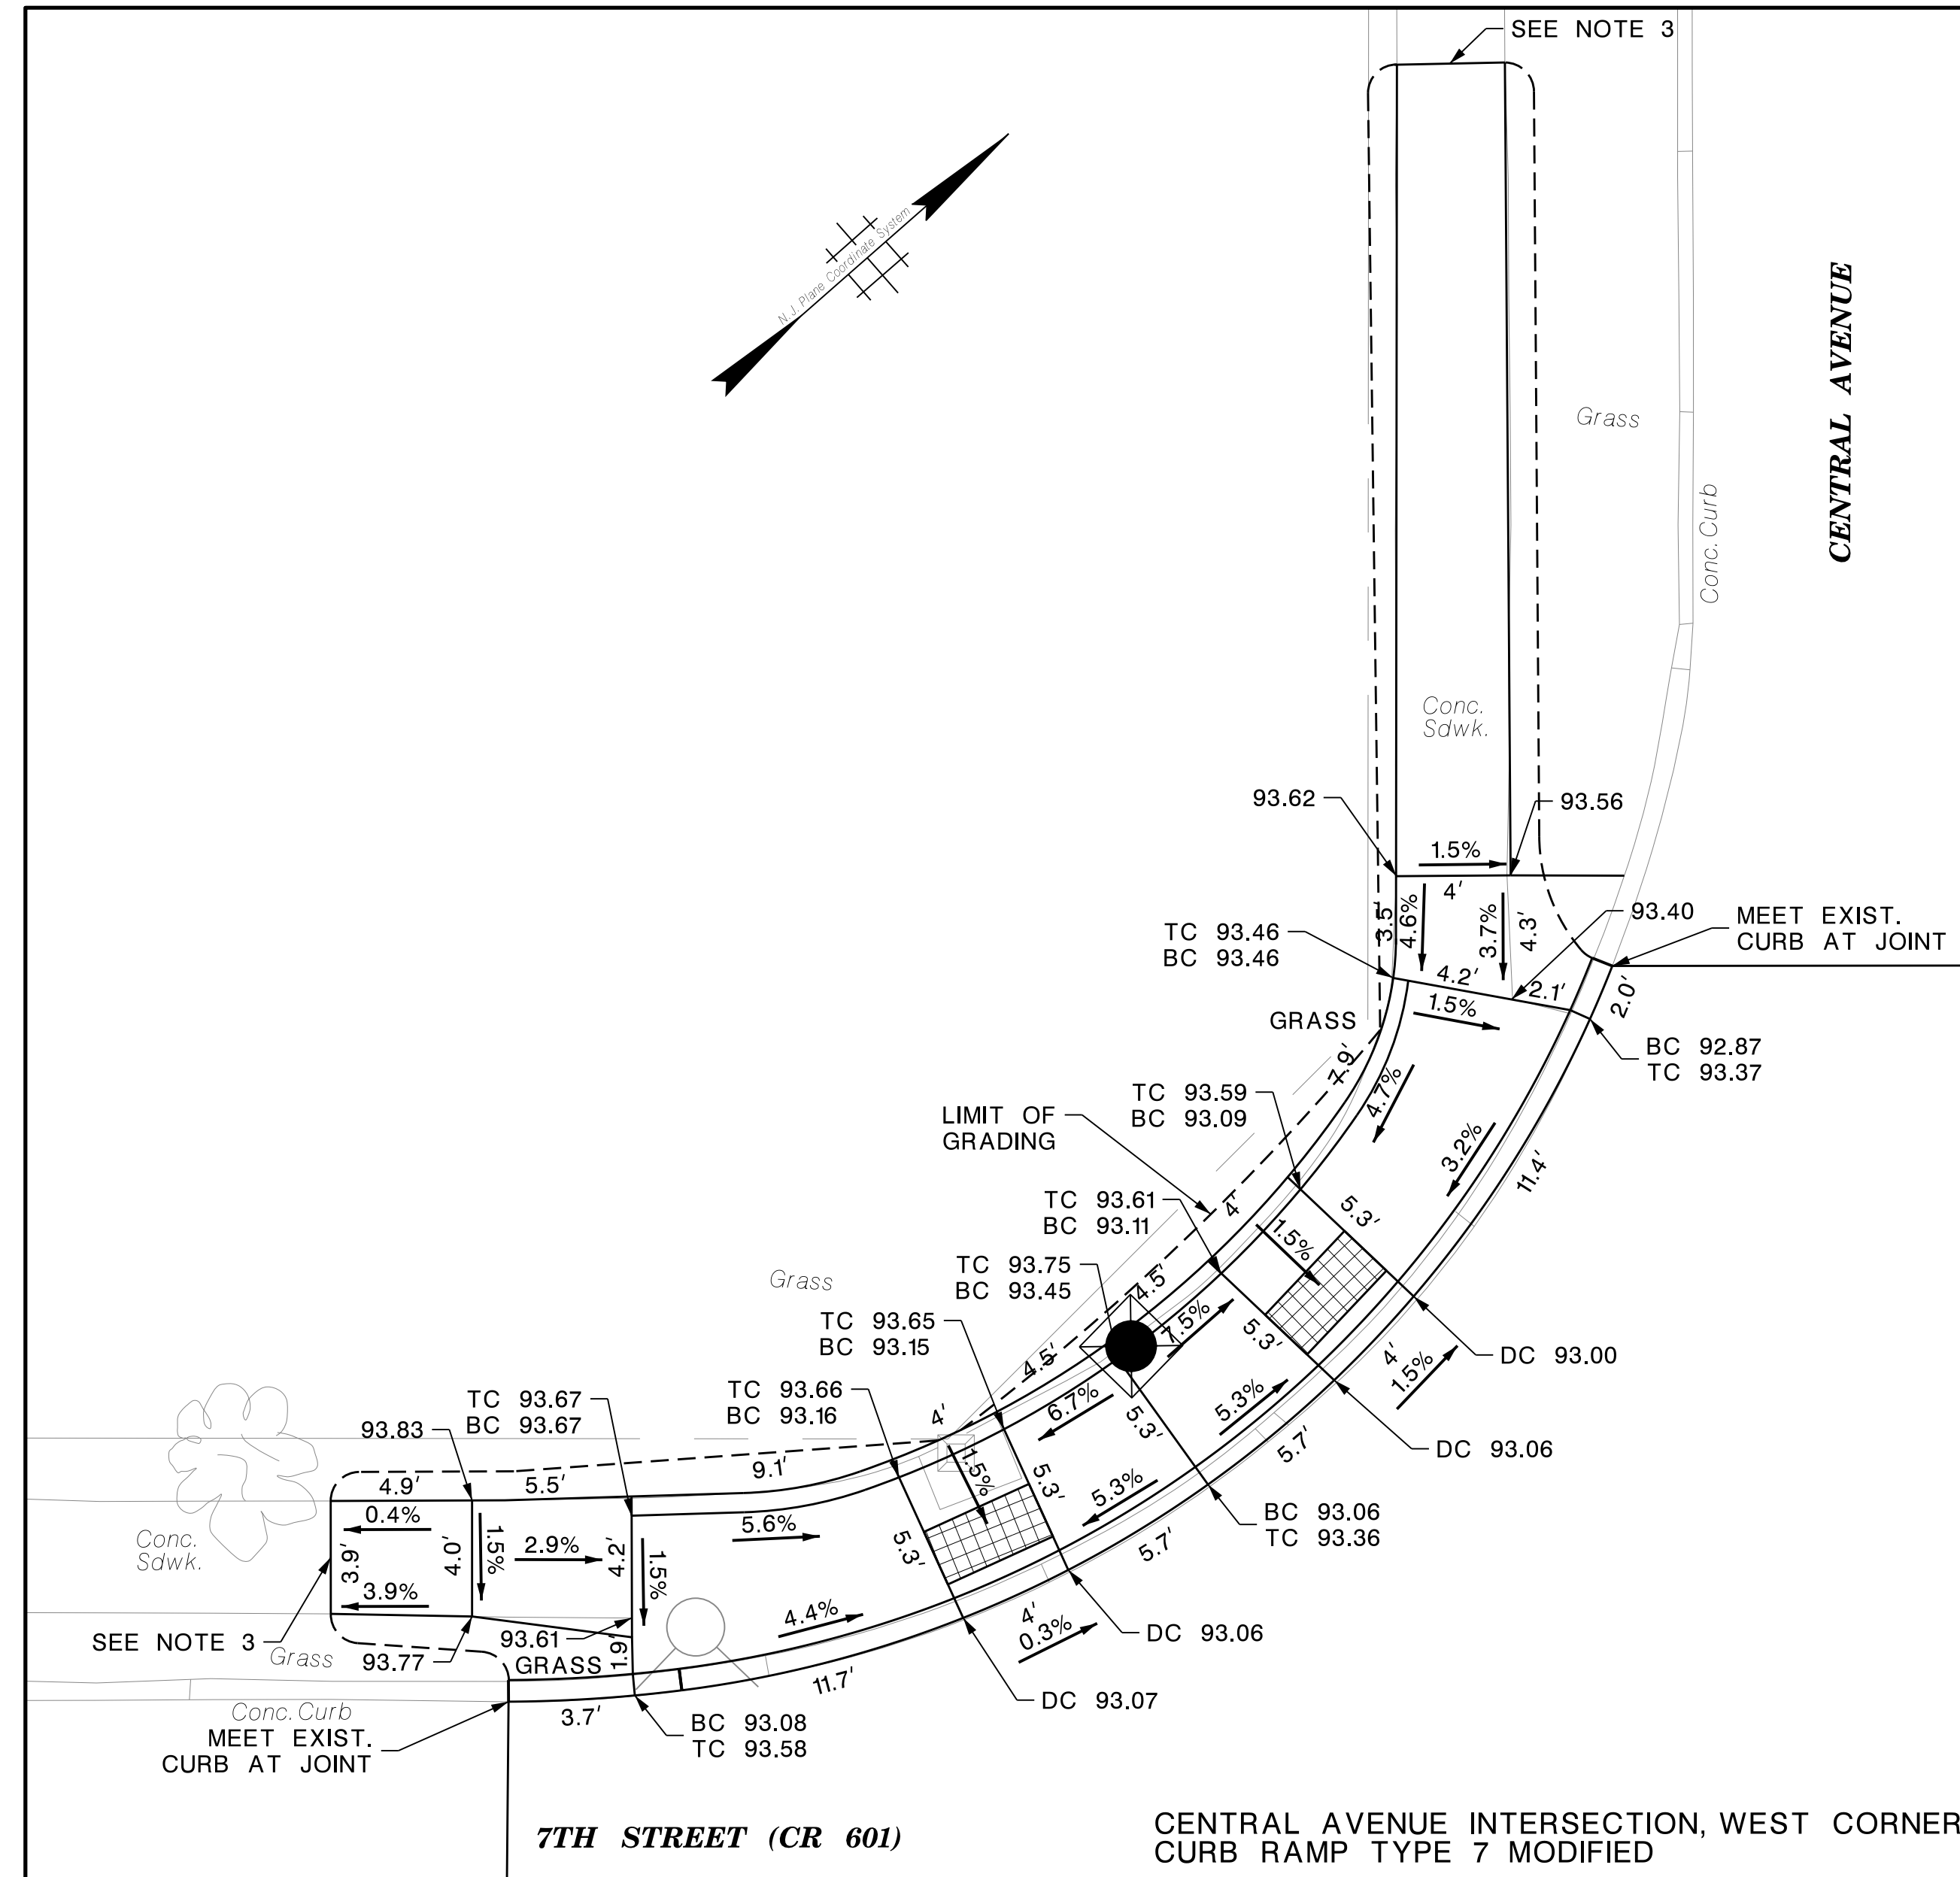 SEE NOTE 3
N.J. Plane Coordinate System
CENTRAL AVENUE
Grass
Conc. Curb
Conc.
Sdwk.
93.62
93.56
1.5%
4'
3.5'
4.6%
3.7%
4.3'
93.40
MEET EXIST.
CURB AT JOINT
TC 93.46
BC 93.46
4.2'
2.1'
1.5%
2.0'
GRASS
BC 92.87
TC 93.37
7.9'
4.7%
TC 93.59
BC 93.09
LIMIT OF
GRADING
3.2%
11.4'
TC 93.61
BC 93.11
4'
5.3'
1.5%
TC 93.75
BC 93.45
4.5'
7.5%
5.3'
DC 93.00
4'
1.5%
Grass
TC 93.65
BC 93.15
4.5'
6.7%
5.3'
5.3%
DC 93.06
5.7'
TC 93.66
BC 93.16
4'
1.5%
5.3'
5.3%
BC 93.06
TC 93.36
5.7'
TC 93.67
BC 93.67
93.83
4.9'
5.5'
9.1'
0.4%
1.5%
2.9%
5.6%
5.3'
Conc.
Sdwk.
3.9'
4.0'
4.2'
1.5%
3.9%
4.4%
4'
0.3%
DC 93.06
SEE NOTE 3
Grass
93.77
93.61
GRASS
1.9'
11.7'
DC 93.07
Conc. Curb
MEET EXIST.
CURB AT JOINT
3.7'
BC 93.08
TC 93.58
7TH STREET (CR 601)
CENTRAL AVENUE INTERSECTION, WEST CORNER
CURB RAMP TYPE 7 MODIFIED